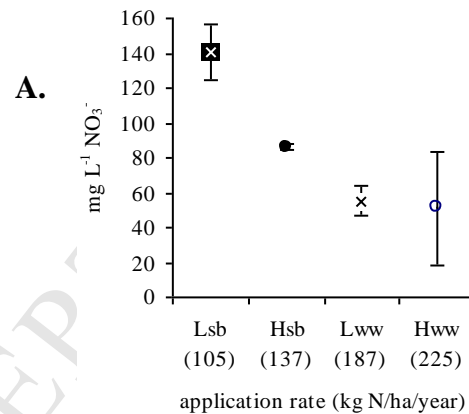 A.
mg L⁻¹ NO₃⁻
160
140
120
100
80
60
40
20
0
Lsb Hsb Lww Hww
(105) (137) (187) (225)
application rate (kg N/ha/year)